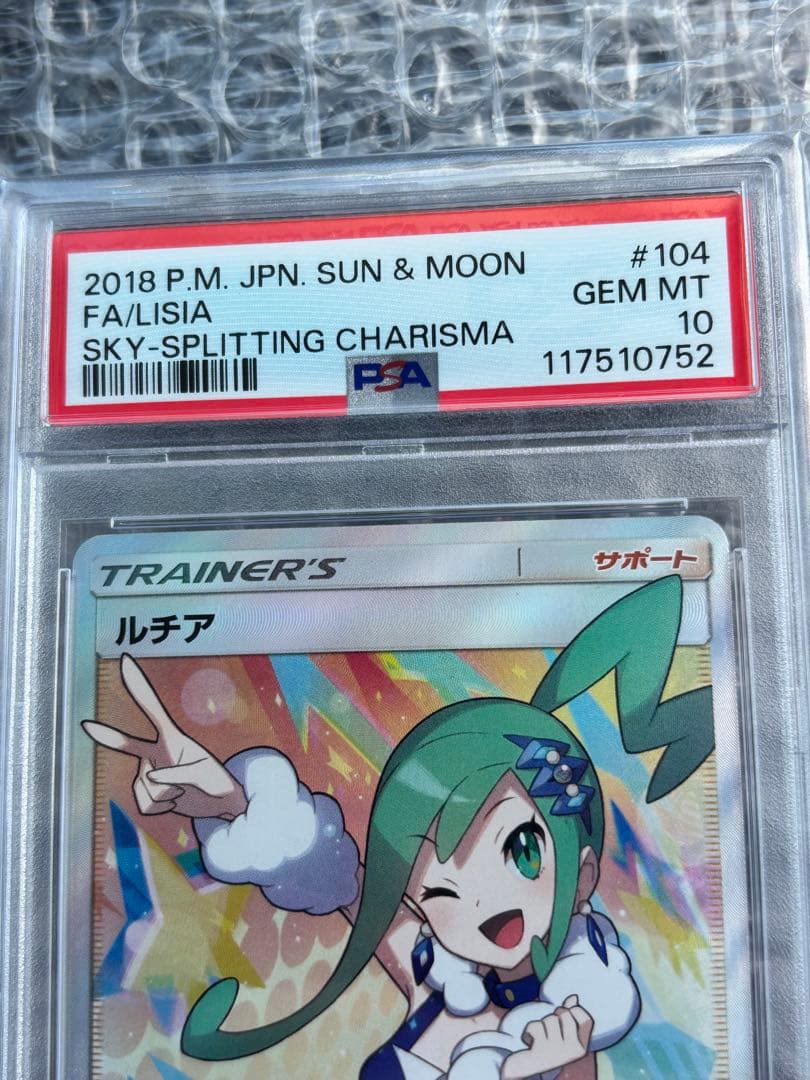 2018 P.M. JPN. SUN & MOON #104
FA/LISIA GEM MT
SKY-SPLITTING CHARISMA 10
117510752
PSA
TRAINER'S サポート
ルチア